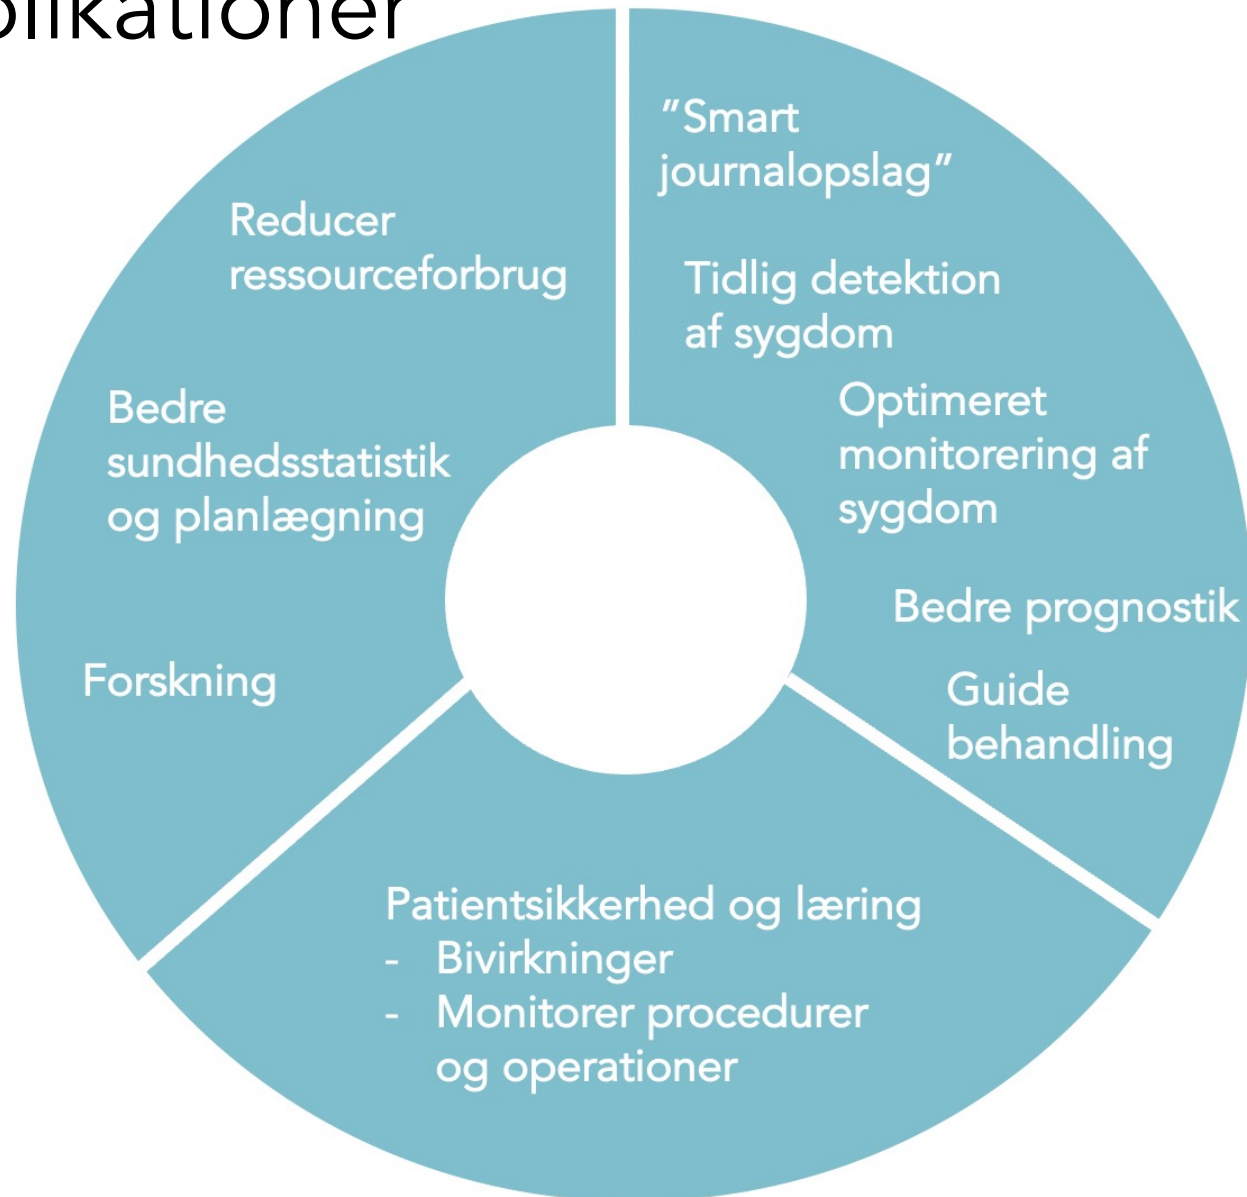 plikationer
"Smart
journalopslag"
Tidlig detektion
af sygdom
Optimeret
monitorering af
sygdom
Bedre prognostik
Guide
behandling
Patientsikkerhed og læring
- Bivirkninger
- Monitorer procedurer
og operationer
Reducer
ressourceforbrug
Bedre
sundhedsstatistik
og planlægning
Forskning